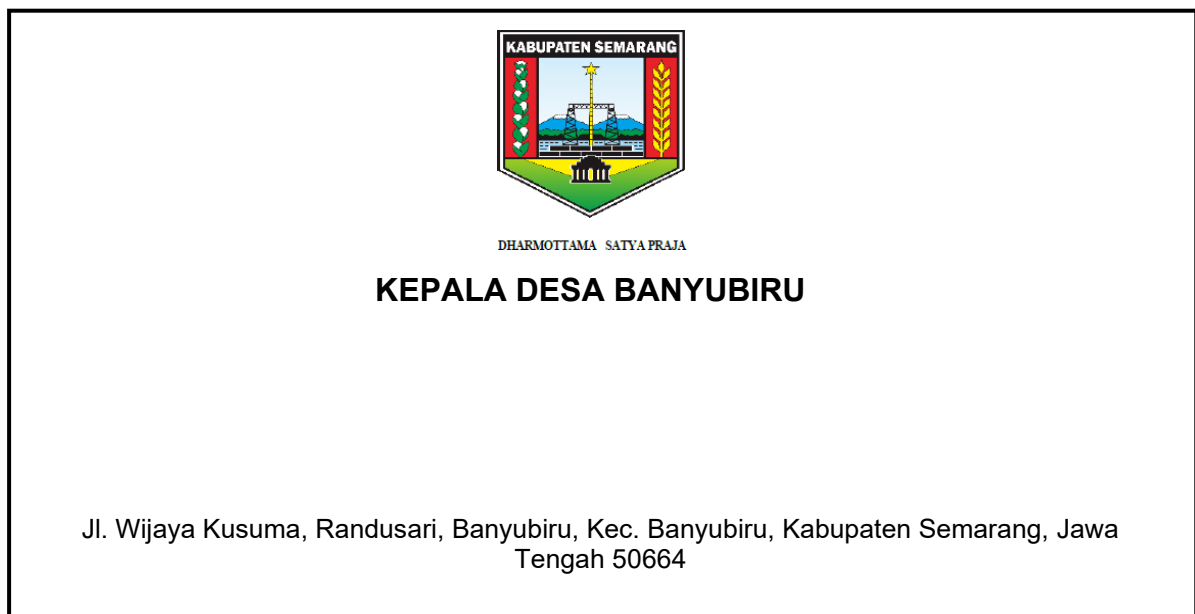 KABUPATEN SEMARANG
DHARMOTTAMA SATYA PRAJA
KEPALA DESA BANYUBIRU
Jl. Wijaya Kusuma, Randusari, Banyubiru, Kec. Banyubiru, Kabupaten Semarang, Jawa
Tengah 50664